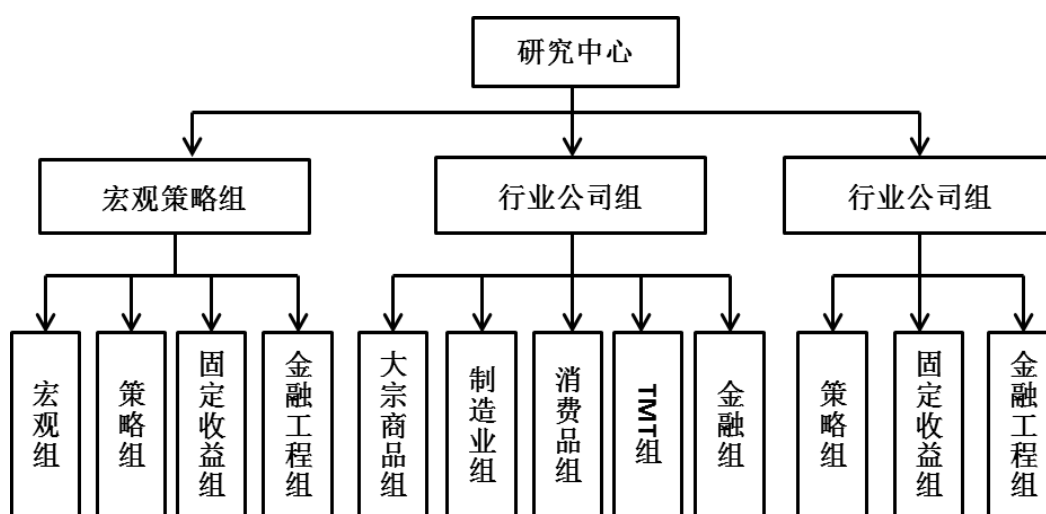 研究中心
宏观策略组
行业公司组
行业公司组
宏观组
策略组
固定收益组
金融工程组
大宗商品组
制造业组
消费品组
TMT组
金融组
策略组
固定收益组
金融工程组